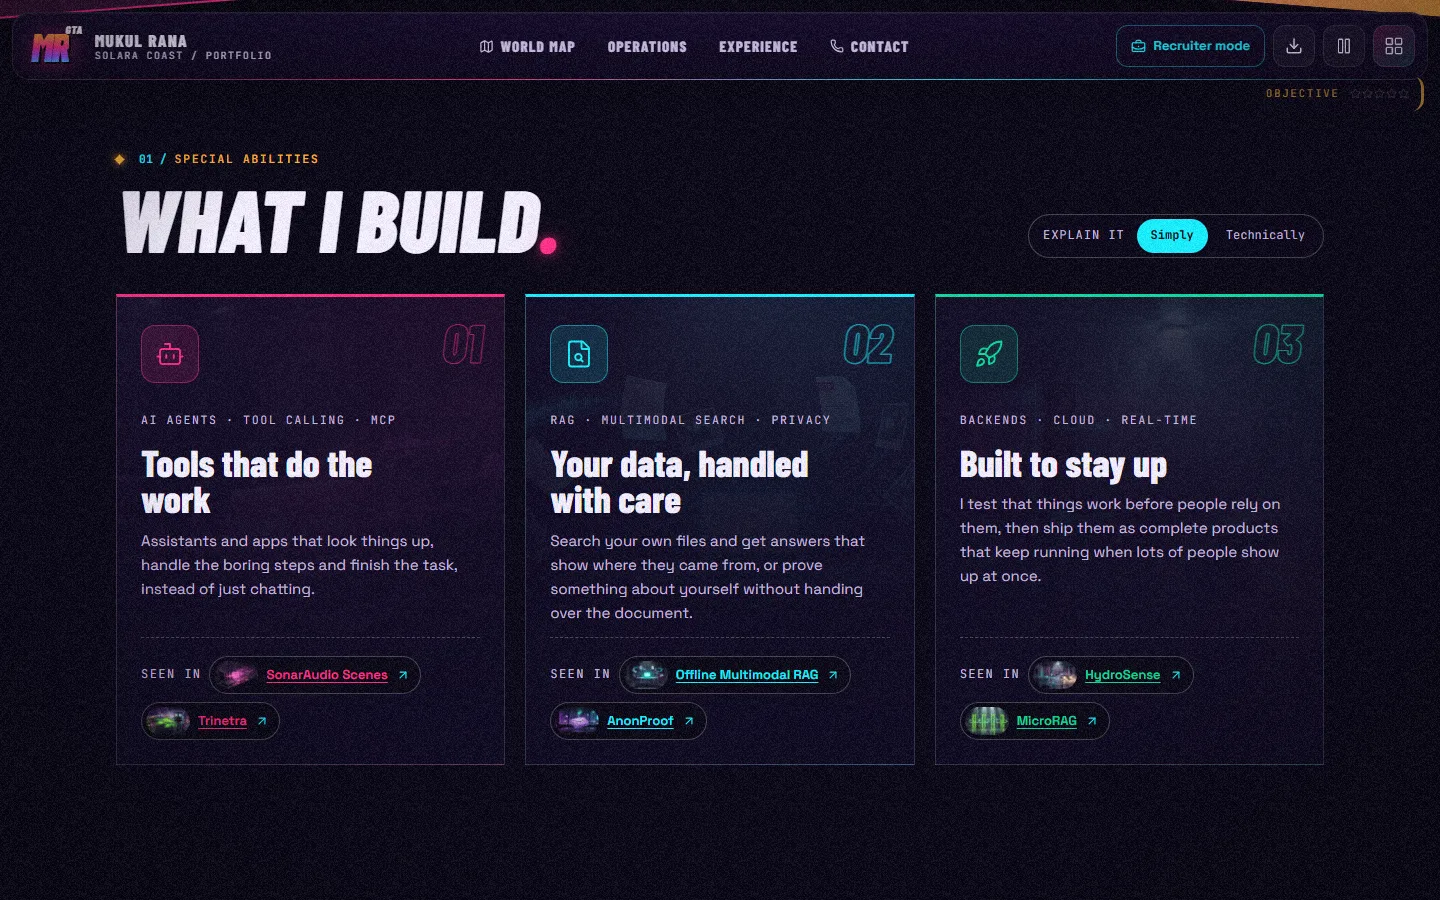 MR GTA
MUKUL RANA
SOLARA COAST / PORTFOLIO
WORLD MAP
OPERATIONS
EXPERIENCE
CONTACT
Recruiter mode
OBJECTIVE
01 / SPECIAL ABILITIES
WHAT I BUILD.
EXPLAIN IT
Simply
Technically
01
AI AGENTS · TOOL CALLING · MCP
Tools that do the
work
Assistants and apps that look things up,
handle the boring steps and finish the task,
instead of just chatting.
SEEN IN SonarAudio Scenes
Trinetra
02
RAG · MULTIMODAL SEARCH · PRIVACY
Your data, handled
with care
Search your own files and get answers that
show where they came from, or prove
something about yourself without handing
over the document.
SEEN IN Offline Multimodal RAG
AnonProof
03
BACKENDS · CLOUD · REAL-TIME
Built to stay up
I test that things work before people rely on
them, then ship them as complete products
that keep running when lots of people show
up at once.
SEEN IN HydroSense
MicroRAG